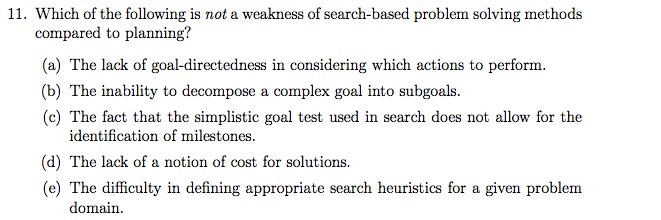 11. Which of the following is not a weakness of search-based problem solving methods
compared to planning?
(a) The lack of goal-directedness in considering which actions to perform.
(b) The inability to decompose a complex goal into subgoals.
(c) The fact that the simplistic goal test used in search does not allow for the
identification of milestones.
(d) The lack of a notion of cost for solutions.
(e) The difficulty in defining appropriate search heuristics for a given problem
domain.